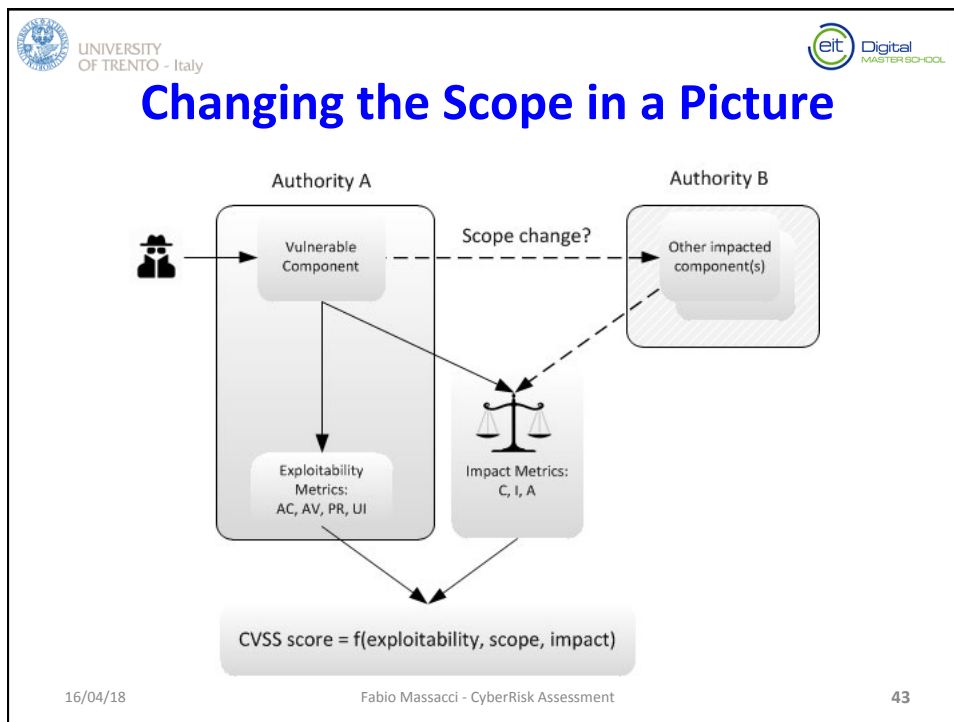 UNIVERSITY
OF TRENTO - Italy
eit Digital
MASTER SCHOOL
Changing the Scope in a Picture
Authority A
Authority B
Vulnerable
Component
Scope change?
Other impacted
component(s)
Exploitability
Metrics:
AC, AV, PR, UI
Impact Metrics:
C, I, A
CVSS score = f(exploitability, scope, impact)
16/04/18
Fabio Massacci - CyberRisk Assessment
43